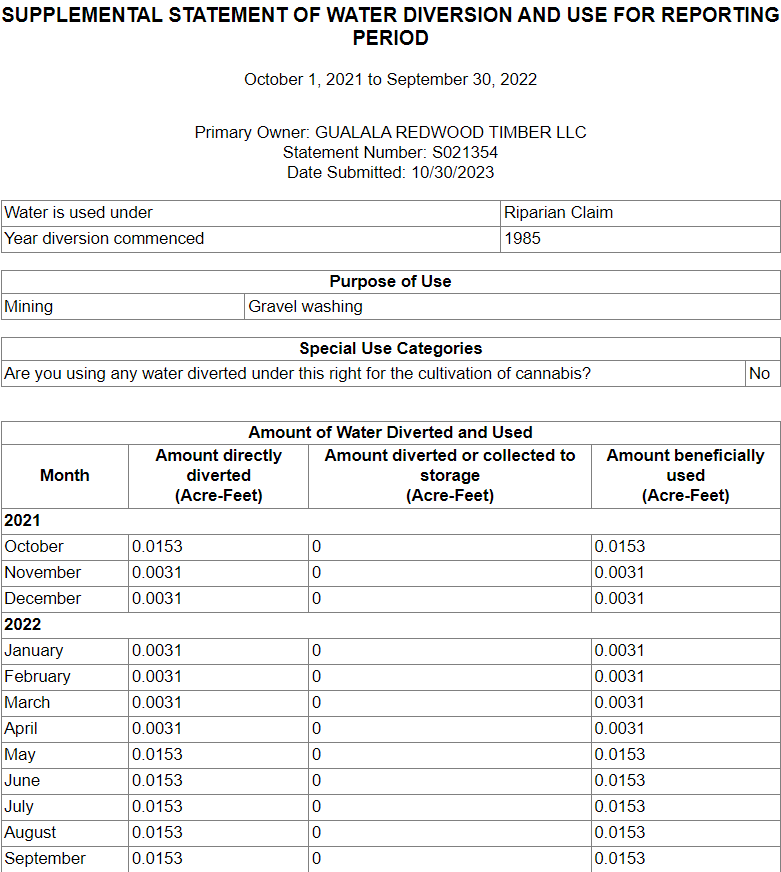 SUPPLEMENTAL STATEMENT OF WATER DIVERSION AND USE FOR REPORTING
PERIOD
October 1, 2021 to September 30, 2022
Primary Owner: GUALALA REDWOOD TIMBER LLC
Statement Number: S021354
Date Submitted: 10/30/2023
Water is used under Riparian Claim
Year diversion commenced 1985
Purpose of Use
Mining Gravel washing
Special Use Categories
Are you using any water diverted under this right for the cultivation of cannabis? No
Amount of Water Diverted and Used
Month Amount directly diverted (Acre-Feet) Amount diverted or collected to storage (Acre-Feet) Amount beneficially used (Acre-Feet)
2021
October 0.0153 0 0.0153
November 0.0031 0 0.0031
December 0.0031 0 0.0031
2022
January 0.0031 0 0.0031
February 0.0031 0 0.0031
March 0.0031 0 0.0031
April 0.0031 0 0.0031
May 0.0153 0 0.0153
June 0.0153 0 0.0153
July 0.0153 0 0.0153
August 0.0153 0 0.0153
September 0.0153 0 0.0153